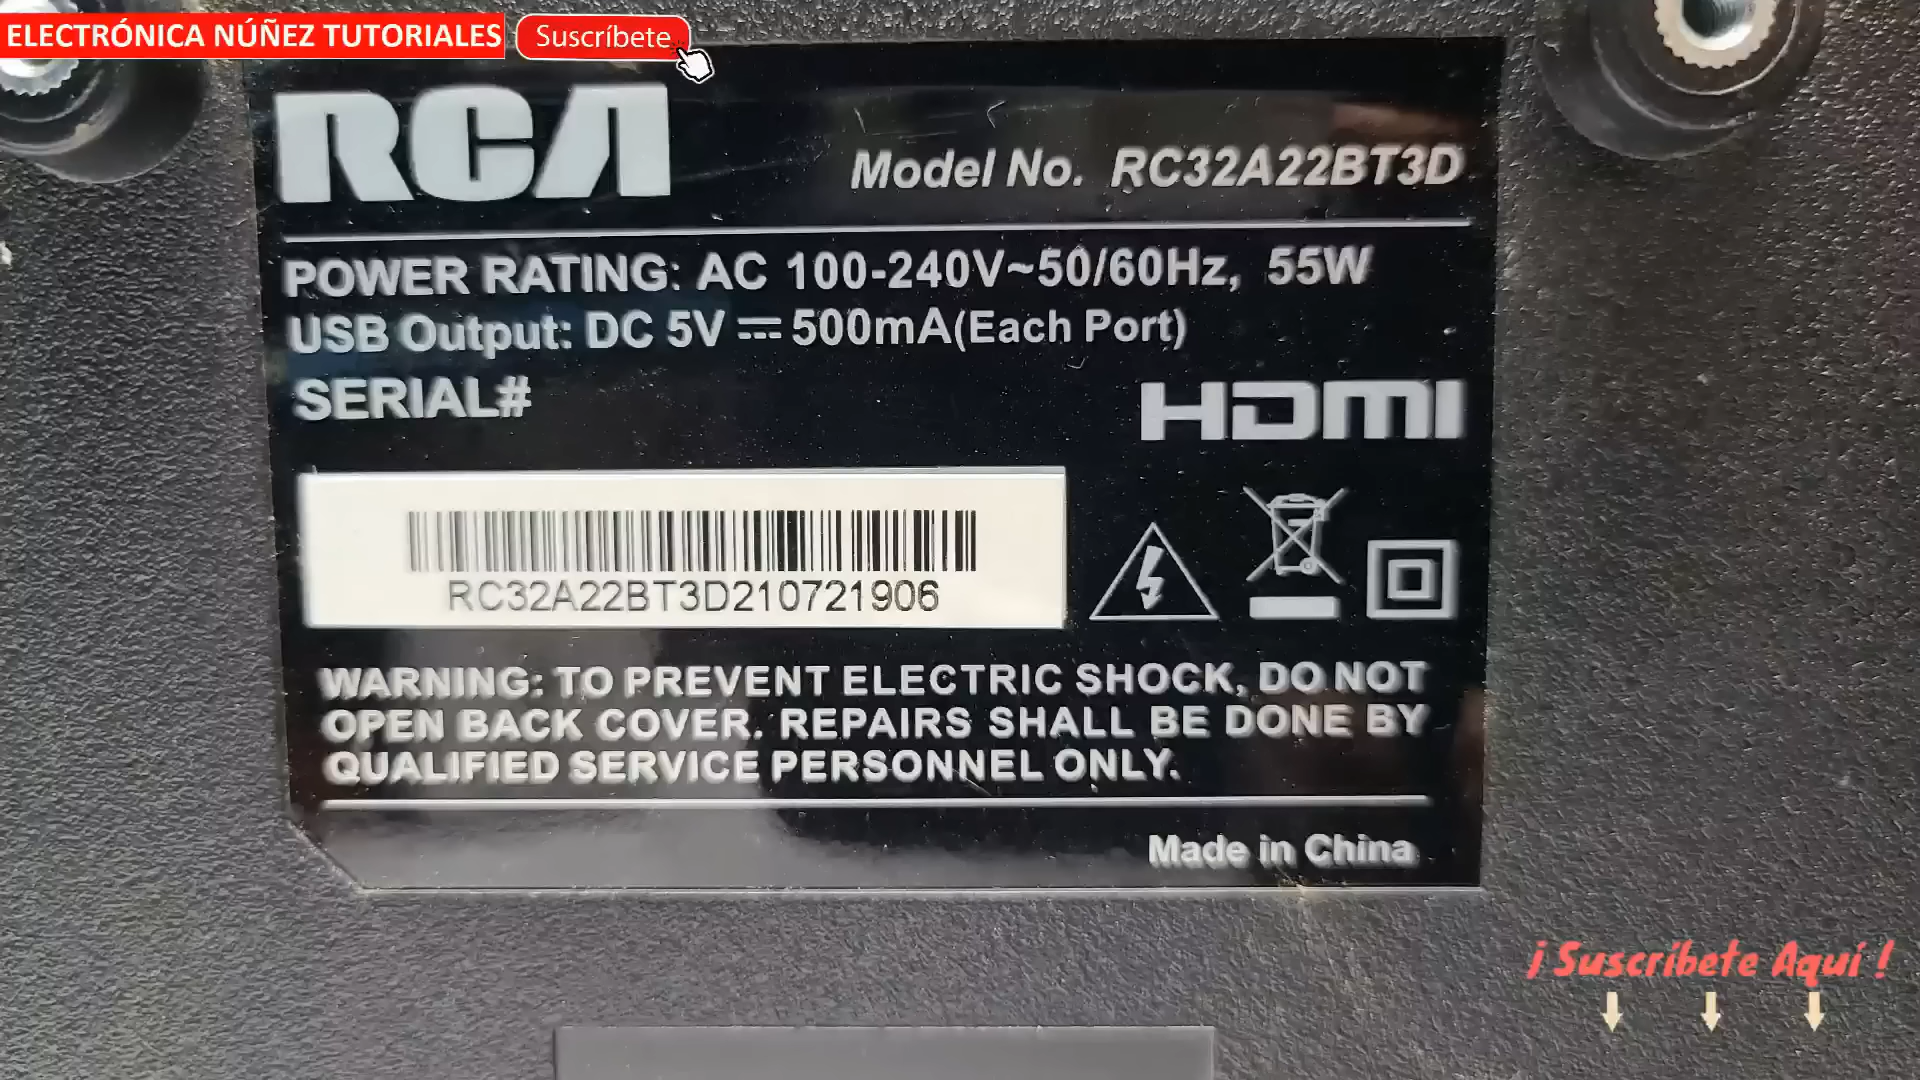 ELECTRÓNICA NÚÑEZ TUTORIALES
Suscríbete
RCA
Model No. RC32A22BT3D
POWER RATING: AC 100-240V~50/60Hz, 55W
USB Output: DC 5V ⎓ 500mA(Each Port)
SERIAL#
HDMI
RC32A22BT3D210721906
WARNING: TO PREVENT ELECTRIC SHOCK, DO NOT
OPEN BACK COVER. REPAIRS SHALL BE DONE BY
QUALIFIED SERVICE PERSONNEL ONLY.
Made in China
¡Suscríbete Aquí!